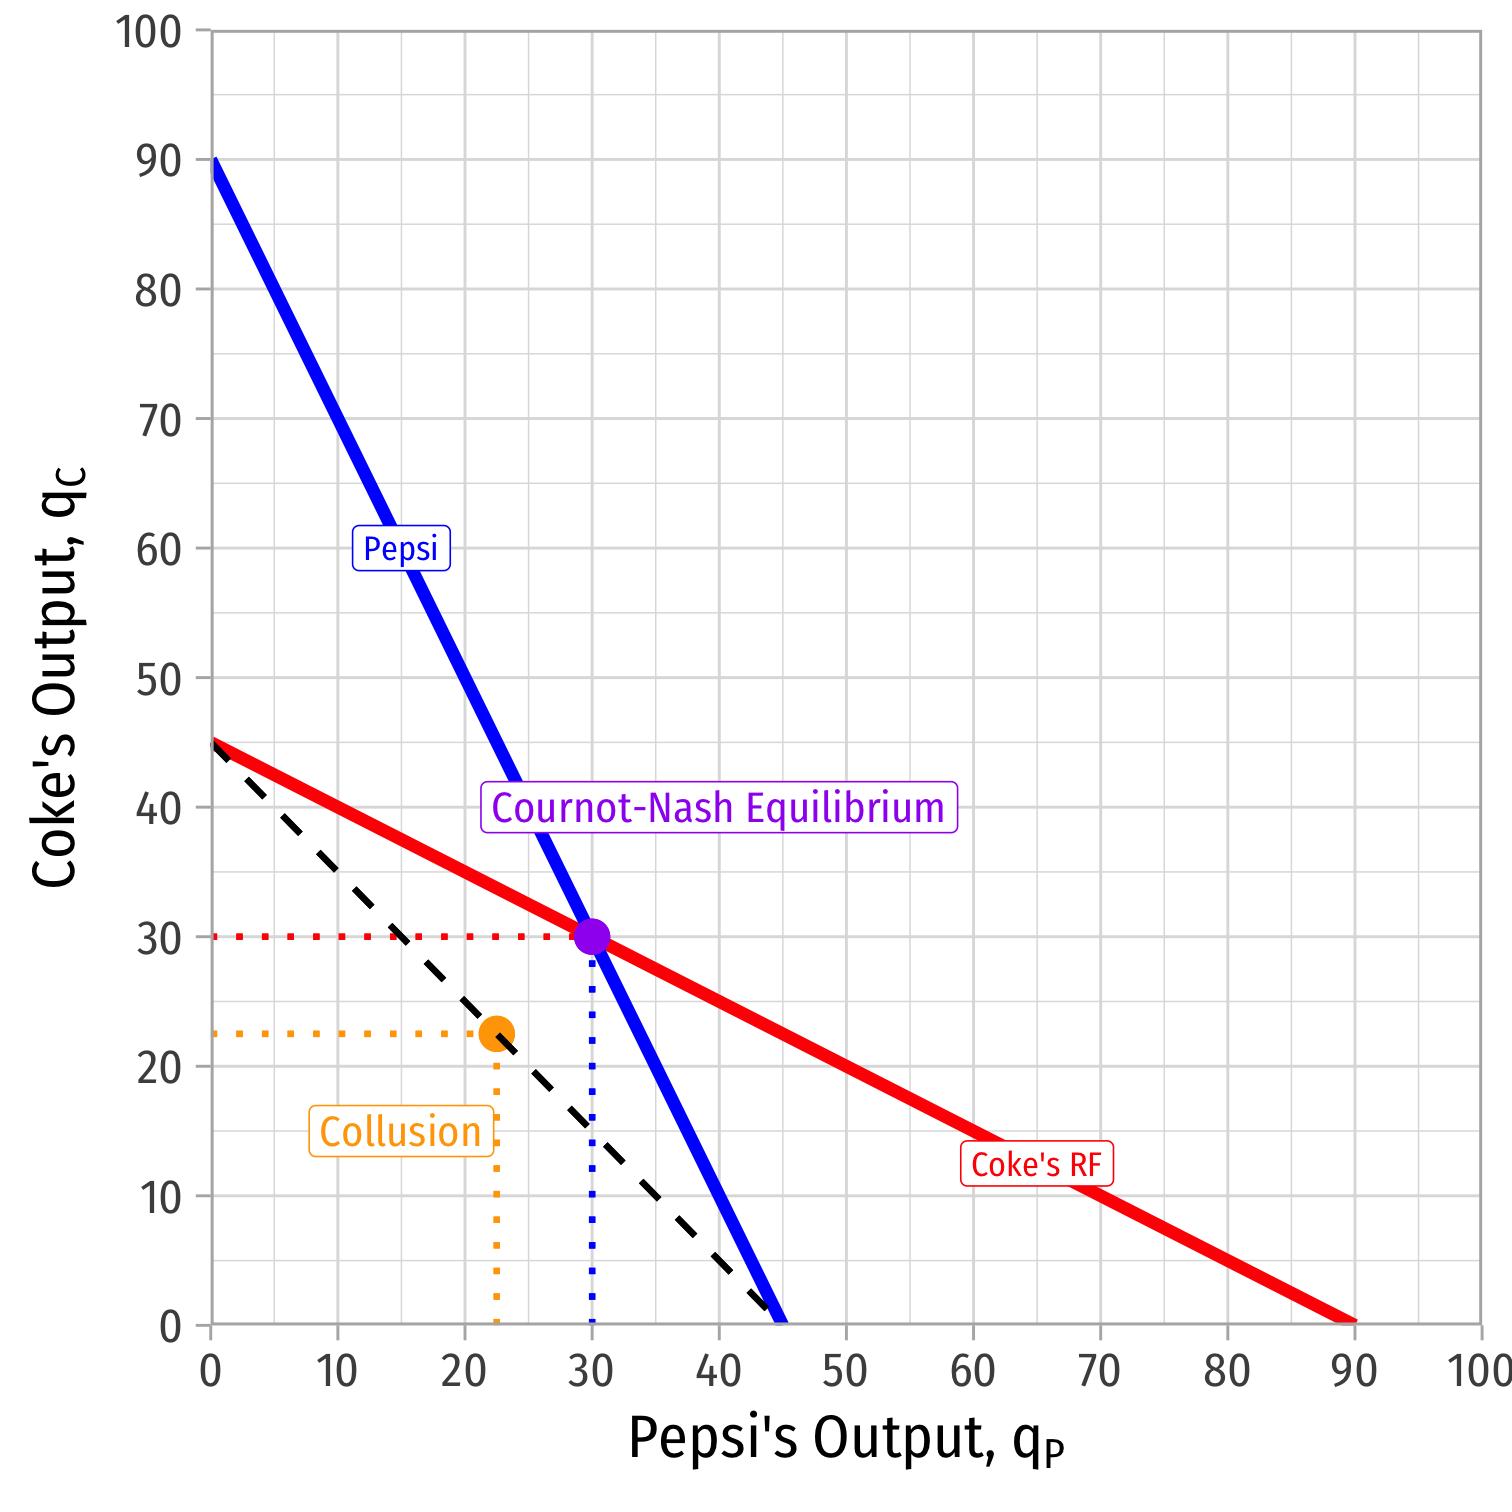 100
90
80
70
60
50
40
30
20
10
0
Coke's Output, qC
Pepsi
Cournot-Nash Equilibrium
Collusion
Coke's RF
0 10 20 30 40 50 60 70 80 90 100
Pepsi's Output, qP